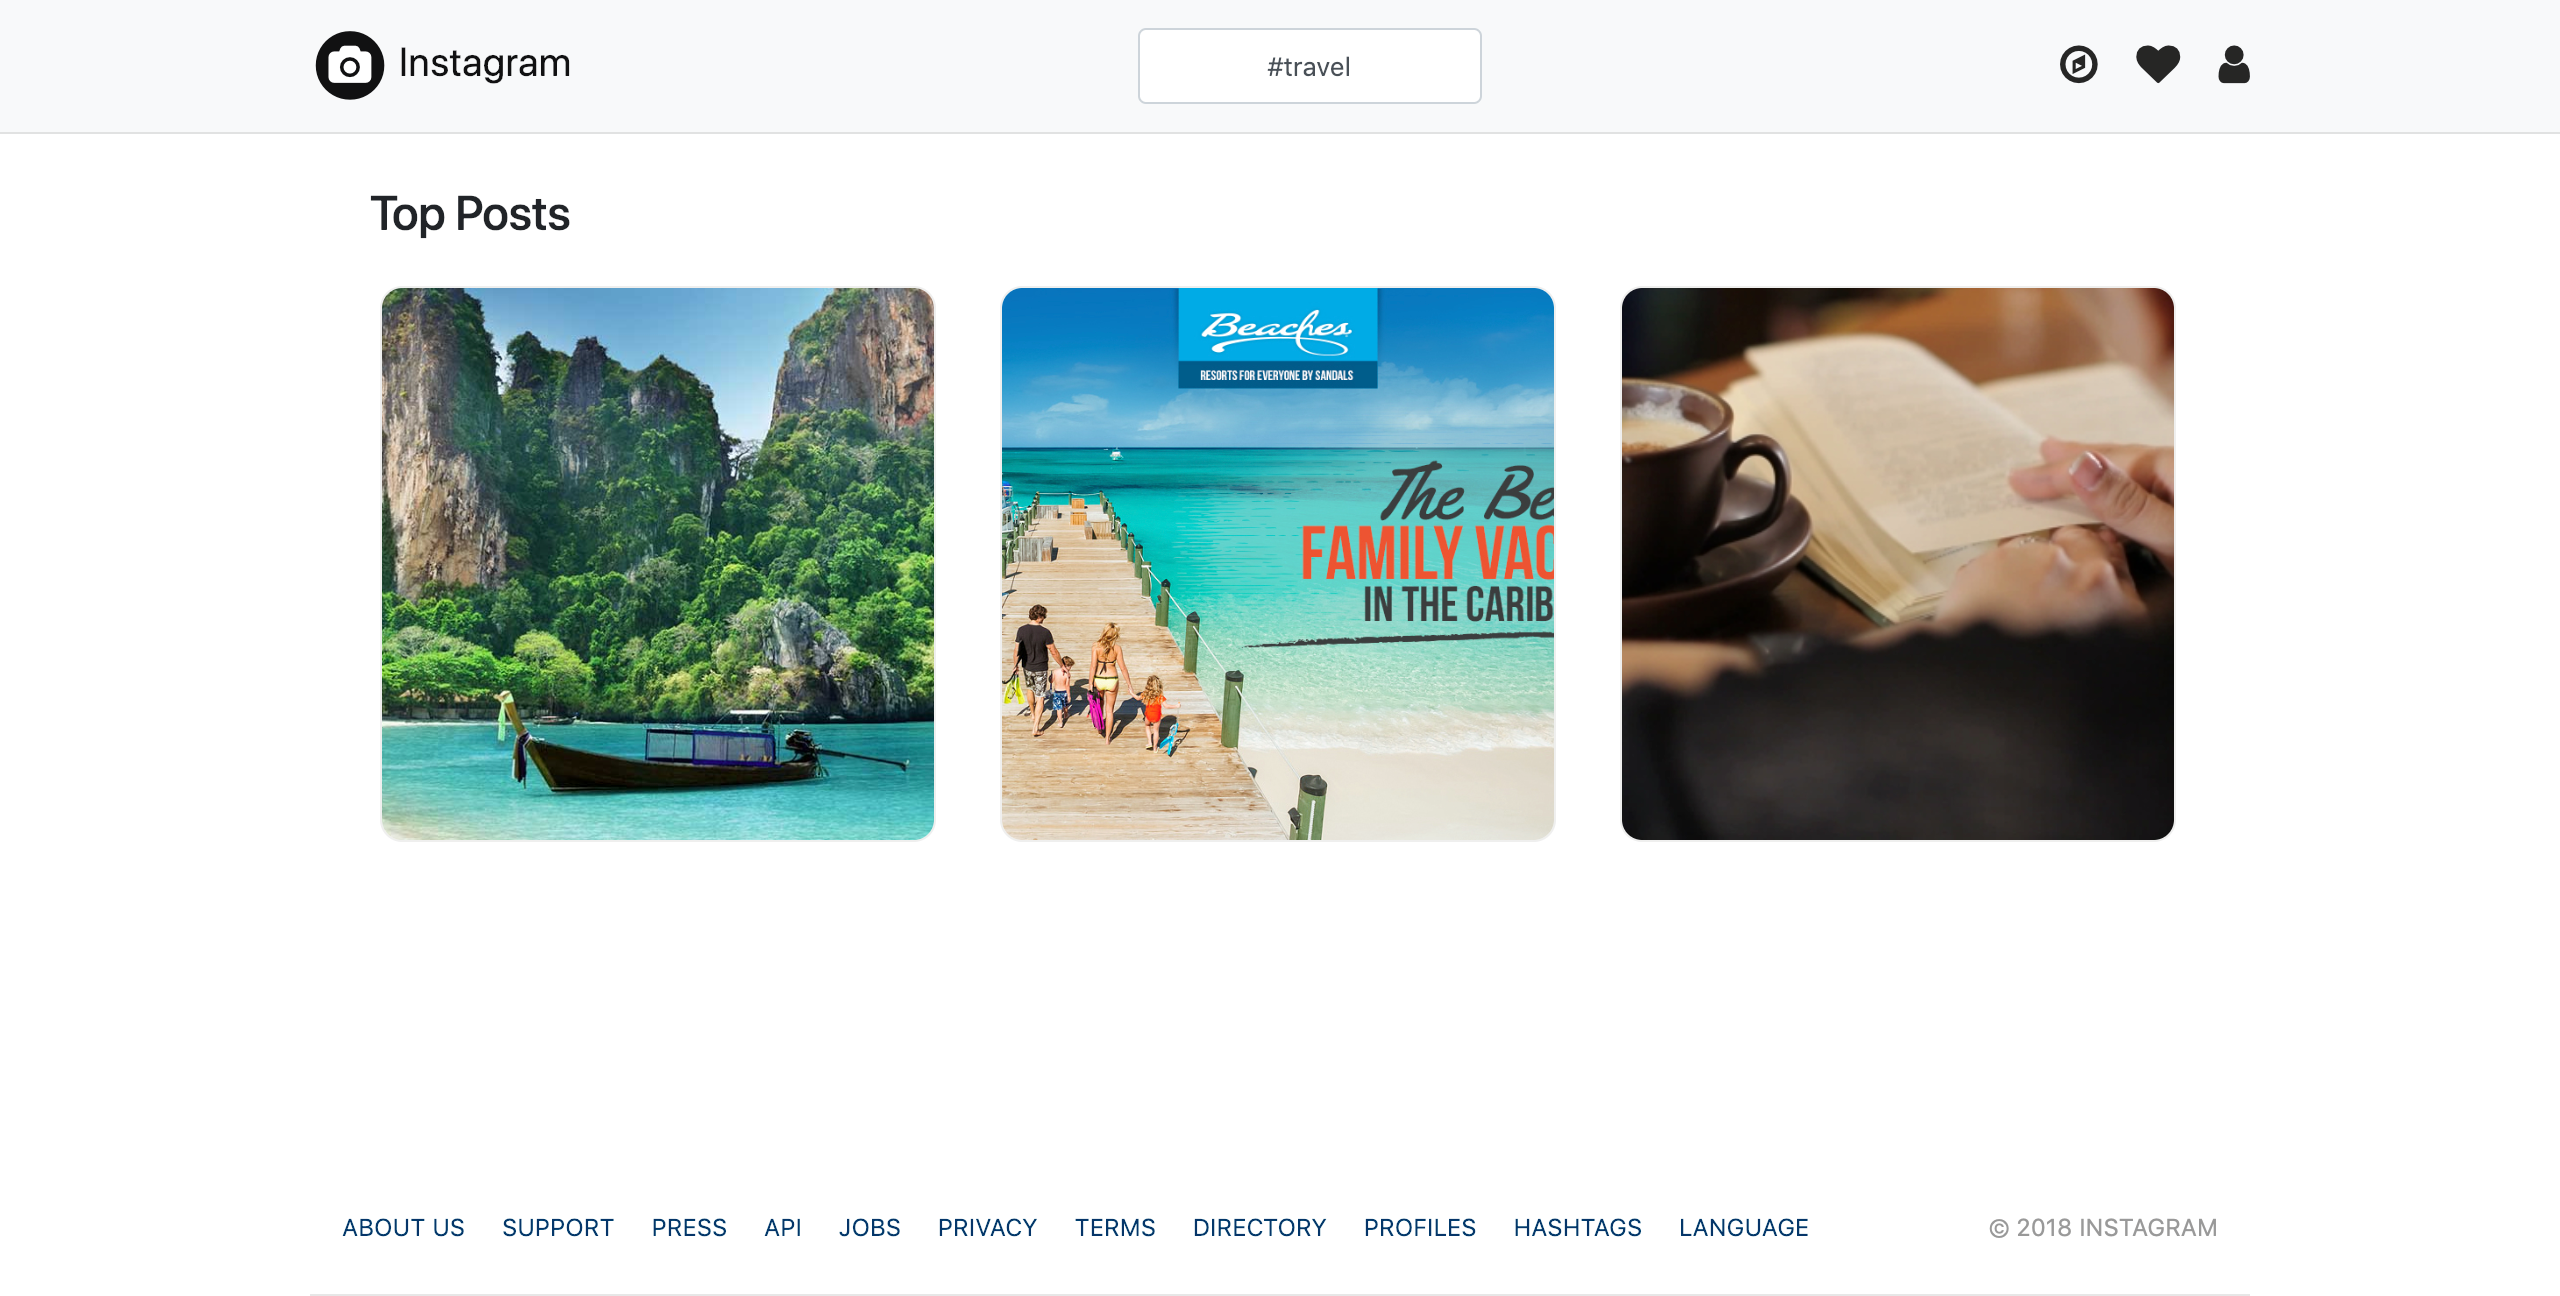 Instagram
#travel
Top Posts
Beaches
RESORTS FOR EVERYONE BY SANDALS
The Be
FAMILY VAC
IN THE CARIB
ABOUT US SUPPORT PRESS API JOBS PRIVACY TERMS DIRECTORY PROFILES HASHTAGS LANGUAGE © 2018 INSTAGRAM